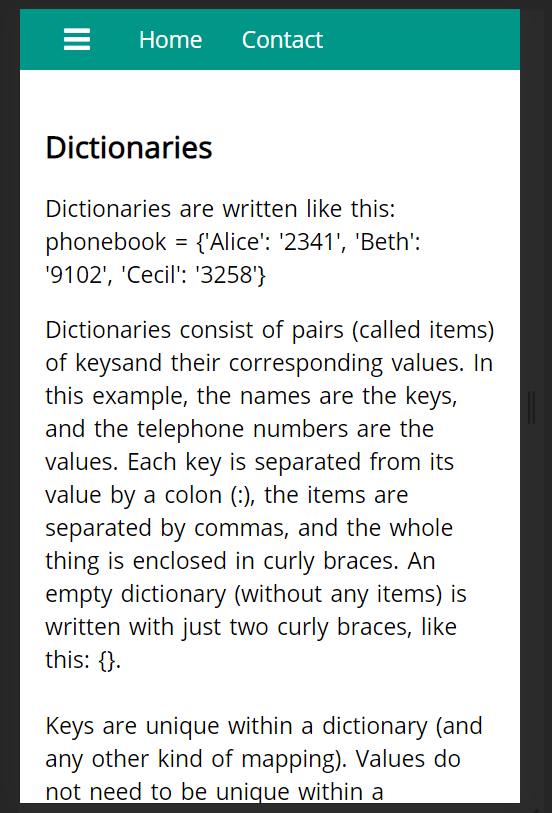 Home Contact
Dictionaries
Dictionaries are written like this:
phonebook = {'Alice': '2341', 'Beth':
'9102', 'Cecil': '3258'}
Dictionaries consist of pairs (called items)
of keysand their corresponding values. In
this example, the names are the keys,
and the telephone numbers are the
values. Each key is separated from its
value by a colon (:), the items are
separated by commas, and the whole
thing is enclosed in curly braces. An
empty dictionary (without any items) is
written with just two curly braces, like
this: {}.
Keys are unique within a dictionary (and
any other kind of mapping). Values do
not need to be unique within a